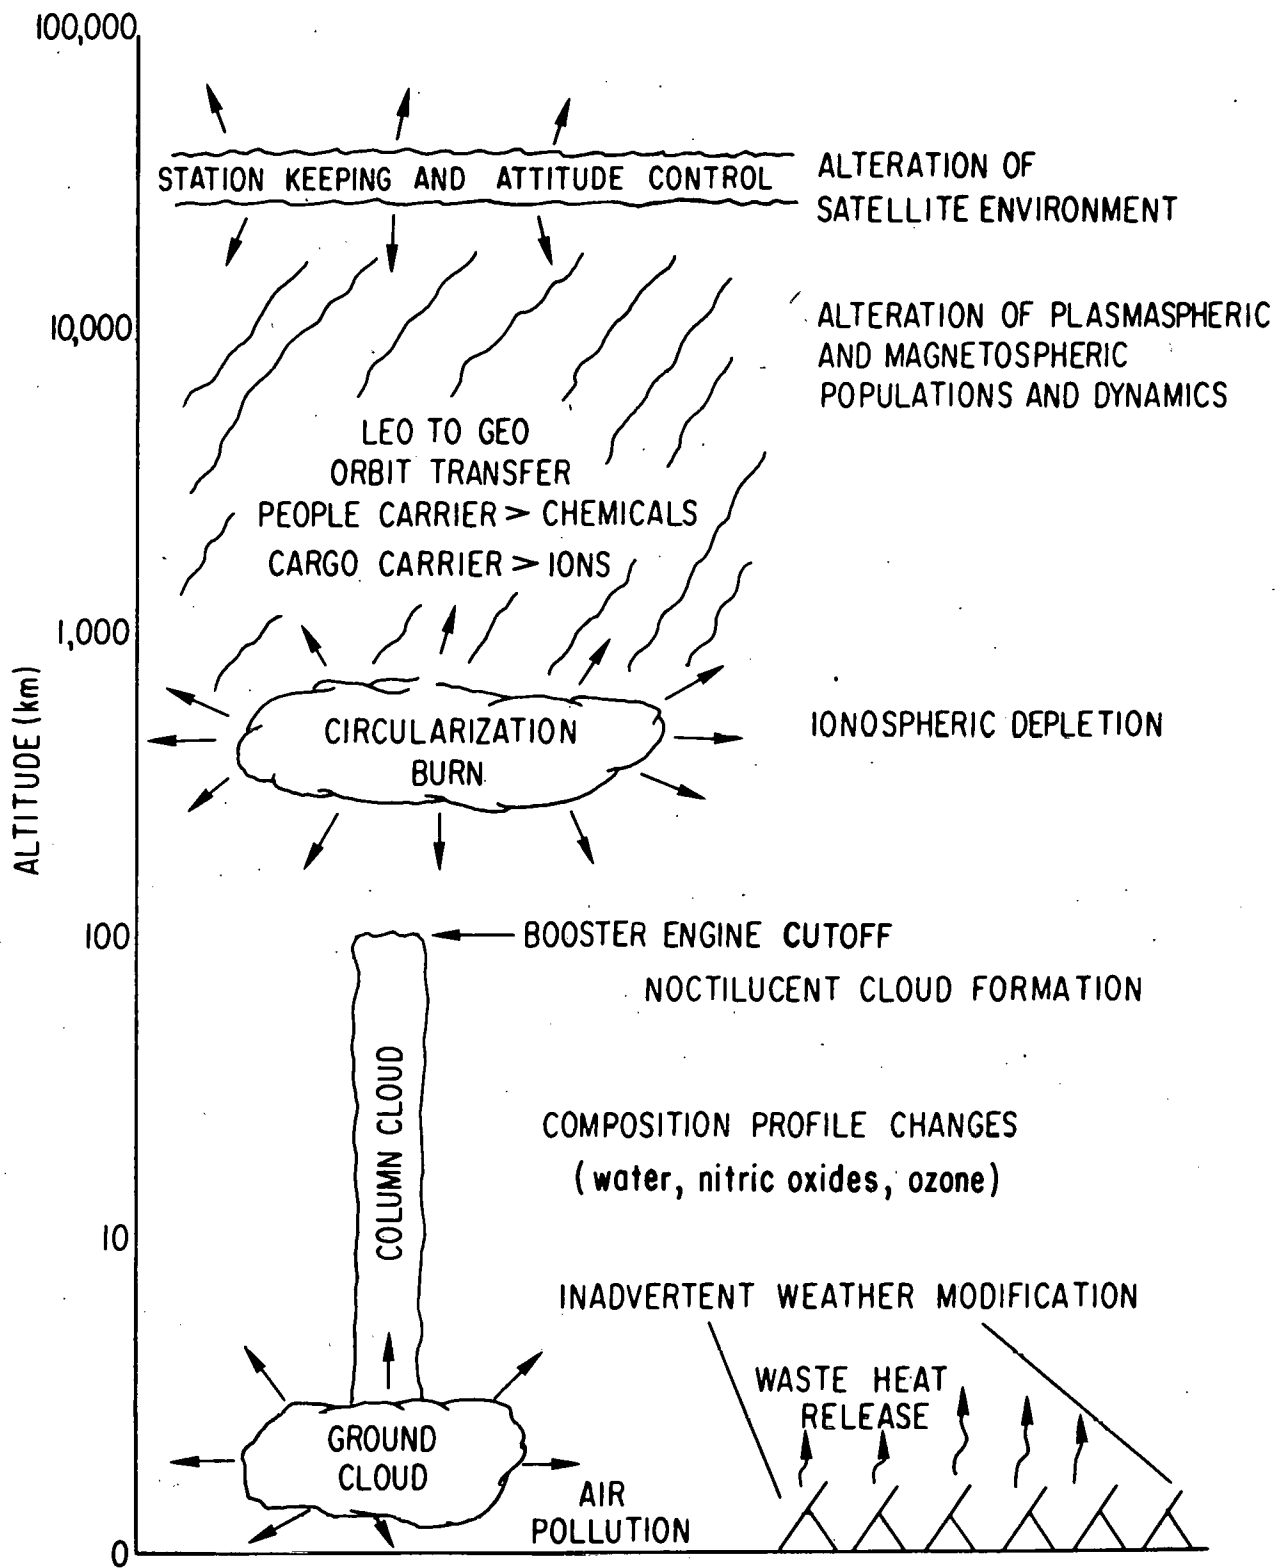 100,000
STATION KEEPING AND ATTITUDE CONTROL
ALTERATION OF
SATELLITE ENVIRONMENT
10,000
ALTERATION OF PLASMASPHERIC
AND MAGNETOSPHERIC
POPULATIONS AND DYNAMICS
LEO TO GEO
ORBIT TRANSFER
PEOPLE CARRIER > CHEMICALS
CARGO CARRIER > IONS
1,000
ALTITUDE (km)
CIRCULARIZATION
BURN
IONOSPHERIC DEPLETION
100
BOOSTER ENGINE CUTOFF
NOCTILUCENT CLOUD FORMATION
COLUMN CLOUD
COMPOSITION PROFILE CHANGES
(water, nitric oxides, ozone)
10
INADVERTENT WEATHER MODIFICATION
WASTE HEAT
RELEASE
GROUND
CLOUD
AIR
POLLUTION
0